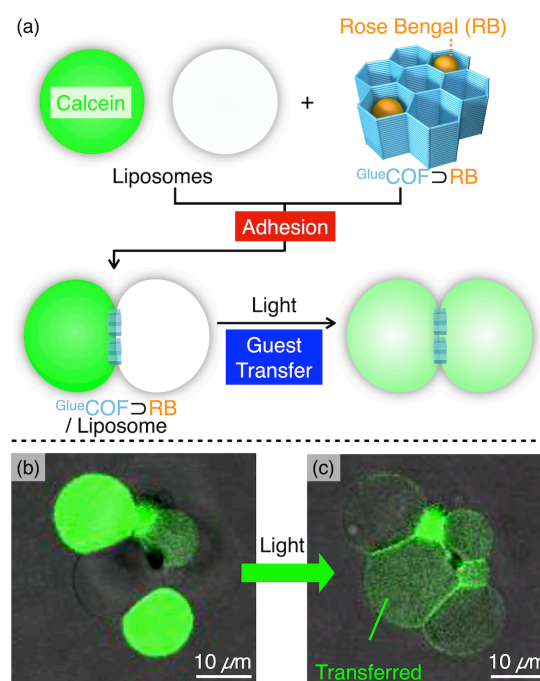 (a)
Rose Bengal (RB)
Calcein
+
Liposomes
GlueCOF⊃RB
Adhesion
Light
Guest
Transfer
GlueCOF⊃RB
/ Liposome
(b)
(c)
Light
10 μm
Transferred
10 μm